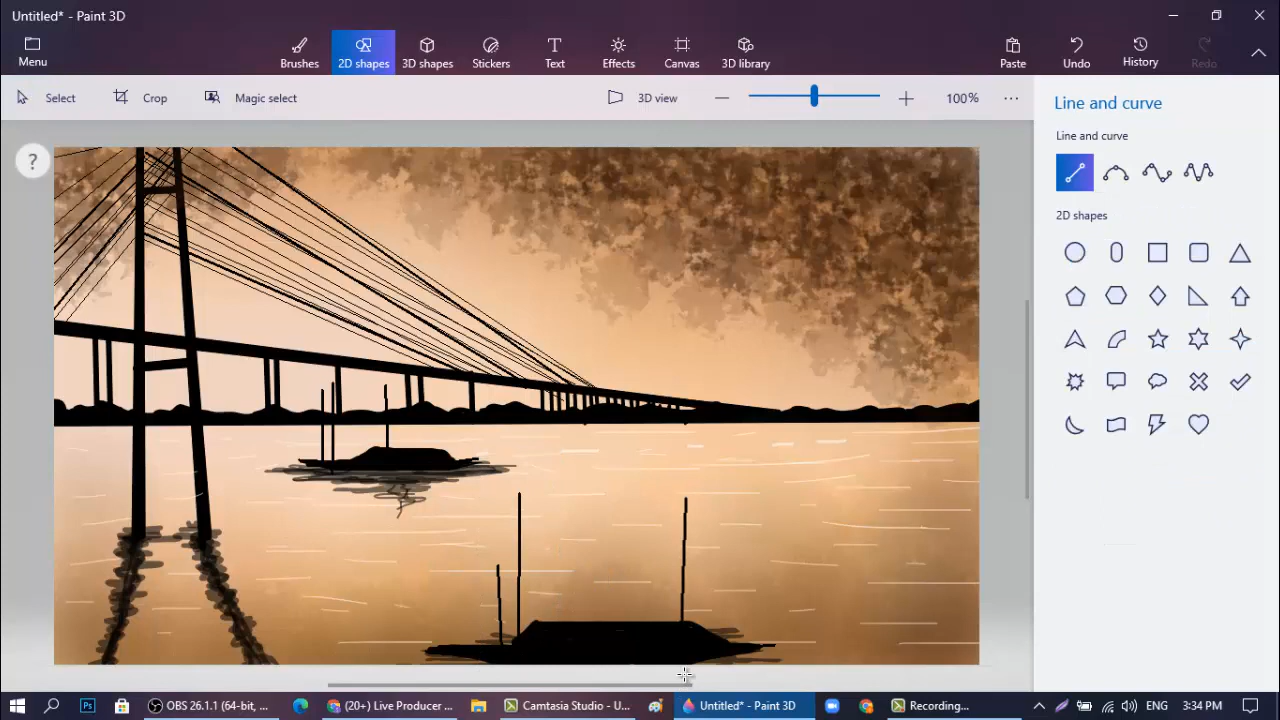 Untitled* - Paint 3D
Menu
Brushes
2D shapes
3D shapes
Stickers
Text
Effects
Canvas
3D library
Paste
Undo
History
Redo
Select
Crop
Magic select
3D view
100%
?
Line and curve
Line and curve
2D shapes
OBS 26.1.1 (64-bit, ...
(20+) Live Producer ...
Camtasia Studio - U...
Untitled* - Paint 3D
Recording...
ENG
3:34 PM